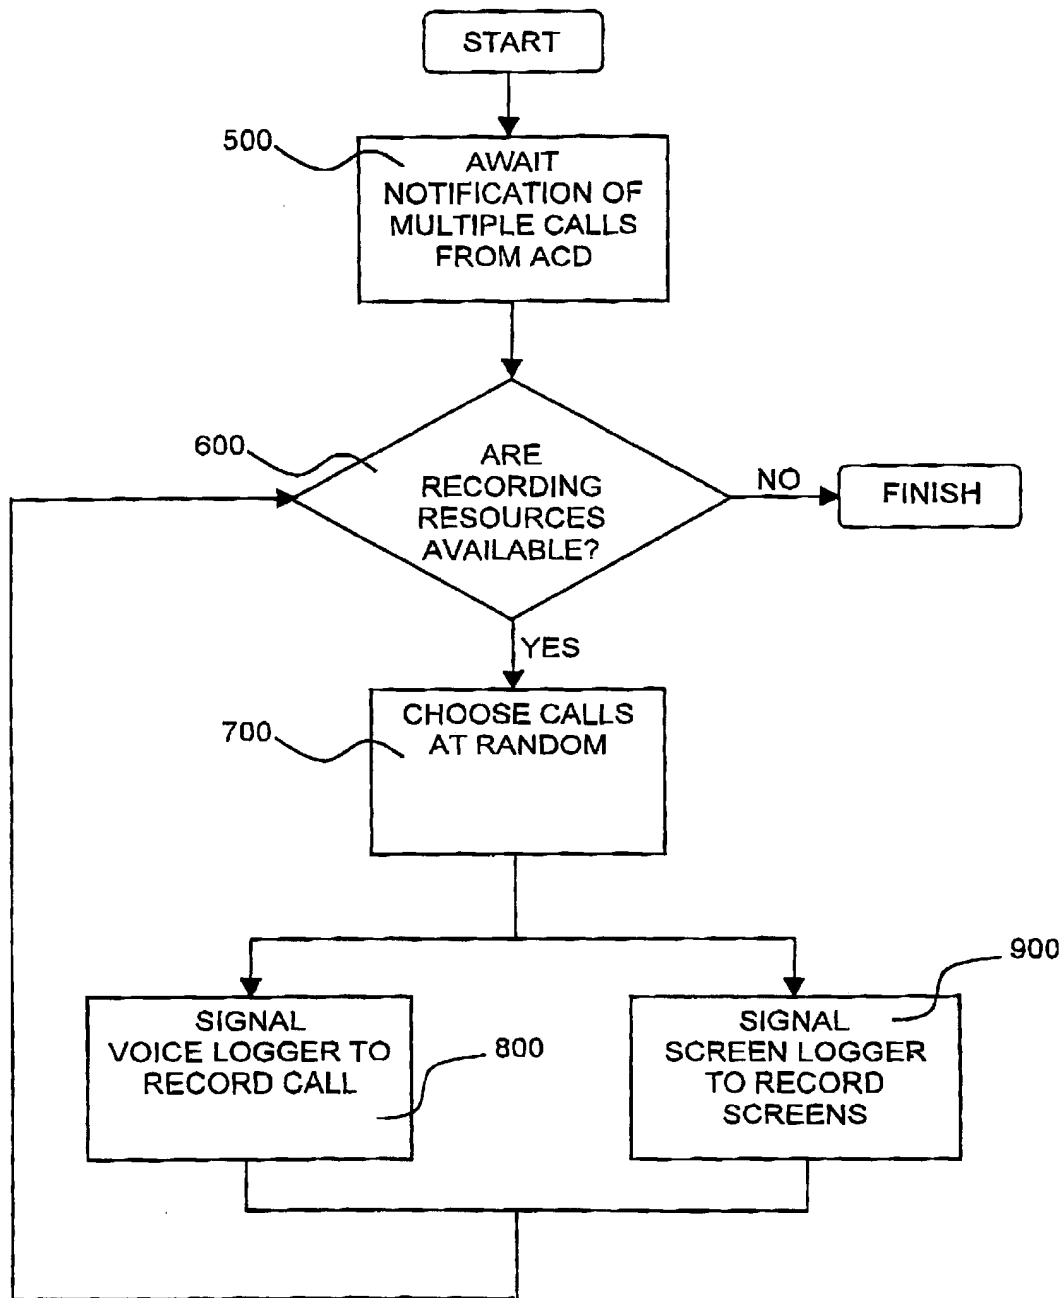 START
500
AWAIT
NOTIFICATION OF
MULTIPLE CALLS
FROM ACD
600
ARE
RECORDING
RESOURCES
AVAILABLE?
NO
FINISH
YES
700
CHOOSE CALLS
AT RANDOM
900
SIGNAL
VOICE LOGGER TO
RECORD CALL
800
SIGNAL
SCREEN LOGGER
TO RECORD
SCREENS